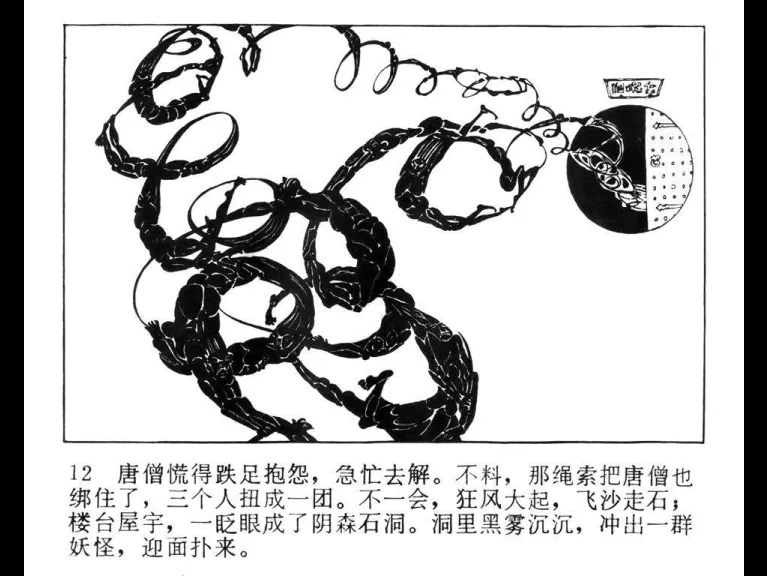 12 唐僧慌得跌足抱怨，急忙去解。不料，那绳索把唐僧也
绑住了，三个人扭成一团。不一会，狂风大起，飞沙走石；
楼台屋宇，一眨眼成了阴森石洞。洞里黑雾沉沉，冲出一群
妖怪，迎面扑来。